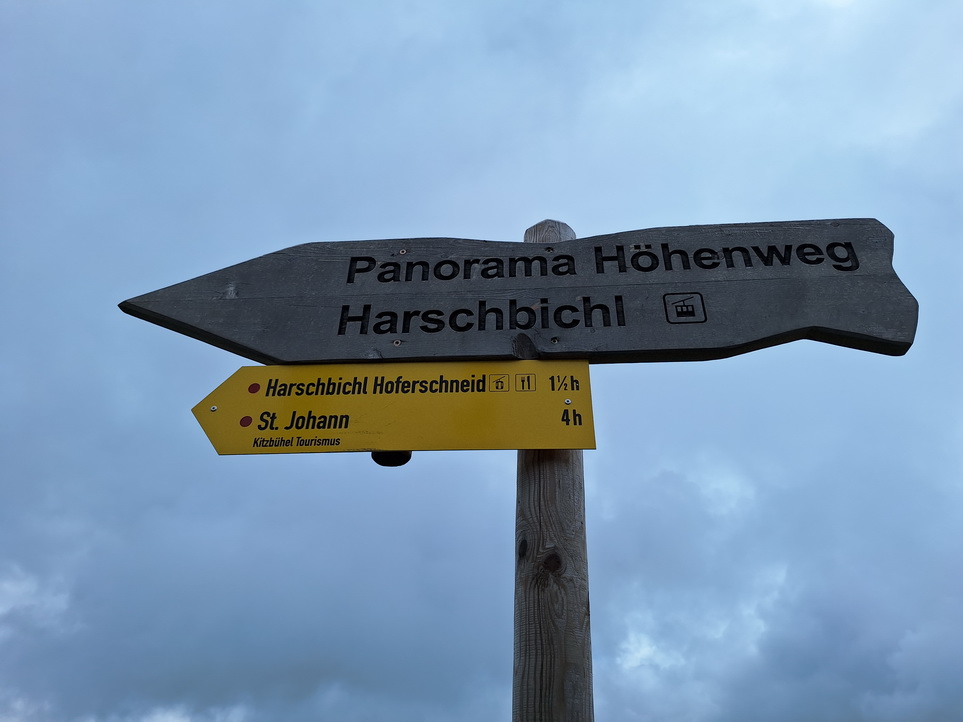 Panorama Höhenweg
Harschbichl
Harschbichl Hoferschneid 1½h
St. Johann 4h
Kitzbühel Tourismus